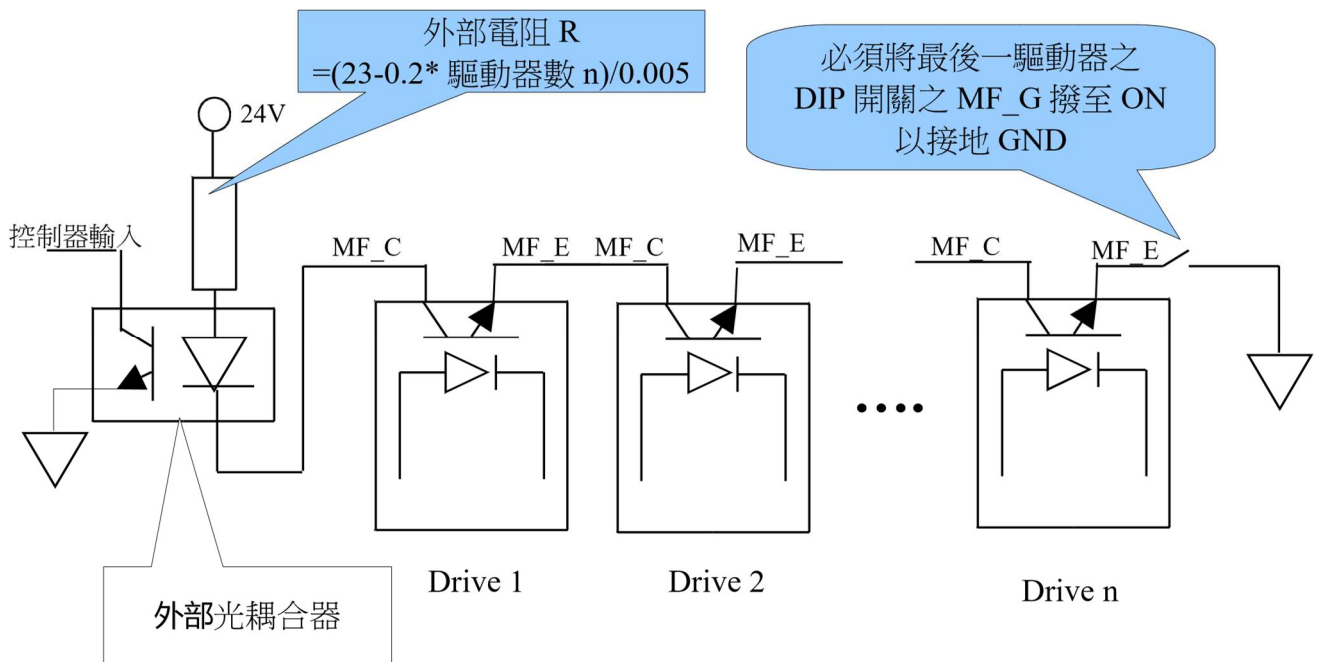 外部電阻 R
=(23-0.2* 驅動器數 n)/0.005
必須將最後一驅動器之
DIP 開關之 MF_G 撥至 ON
以接地 GND
24V
控制器輸入
MF_C
MF_E
MF_C
MF_E
MF_C
MF_E
Drive 1
Drive 2
Drive n
外部光耦合器